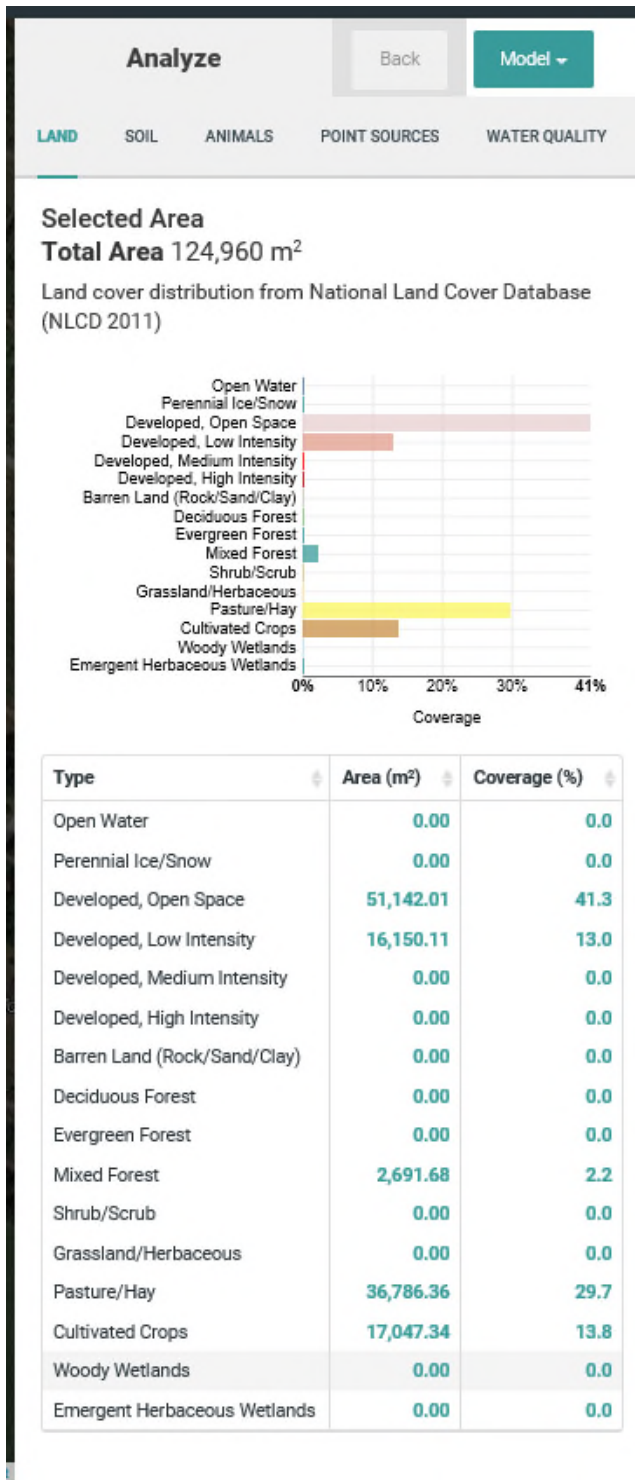 Analyze Back Model
LAND SOIL ANIMALS POINT SOURCES WATER QUALITY
Selected Area
Total Area 124,960 m²
Land cover distribution from National Land Cover Database
(NLCD 2011)
Open Water
Perennial Ice/Snow
Developed, Open Space
Developed, Low Intensity
Developed, Medium Intensity
Developed, High Intensity
Barren Land (Rock/Sand/Clay)
Deciduous Forest
Evergreen Forest
Mixed Forest
Shrub/Scrub
Grassland/Herbaceous
Pasture/Hay
Cultivated Crops
Woody Wetlands
Emergent Herbaceous Wetlands
0% 10% 20% 30% 41%
Coverage
Type Area (m²) Coverage (%)
Open Water 0.00 0.0
Perennial Ice/Snow 0.00 0.0
Developed, Open Space 51,142.01 41.3
Developed, Low Intensity 16,150.11 13.0
Developed, Medium Intensity 0.00 0.0
Developed, High Intensity 0.00 0.0
Barren Land (Rock/Sand/Clay) 0.00 0.0
Deciduous Forest 0.00 0.0
Evergreen Forest 0.00 0.0
Mixed Forest 2,691.68 2.2
Shrub/Scrub 0.00 0.0
Grassland/Herbaceous 0.00 0.0
Pasture/Hay 36,786.36 29.7
Cultivated Crops 17,047.34 13.8
Woody Wetlands 0.00 0.0
Emergent Herbaceous Wetlands 0.00 0.0